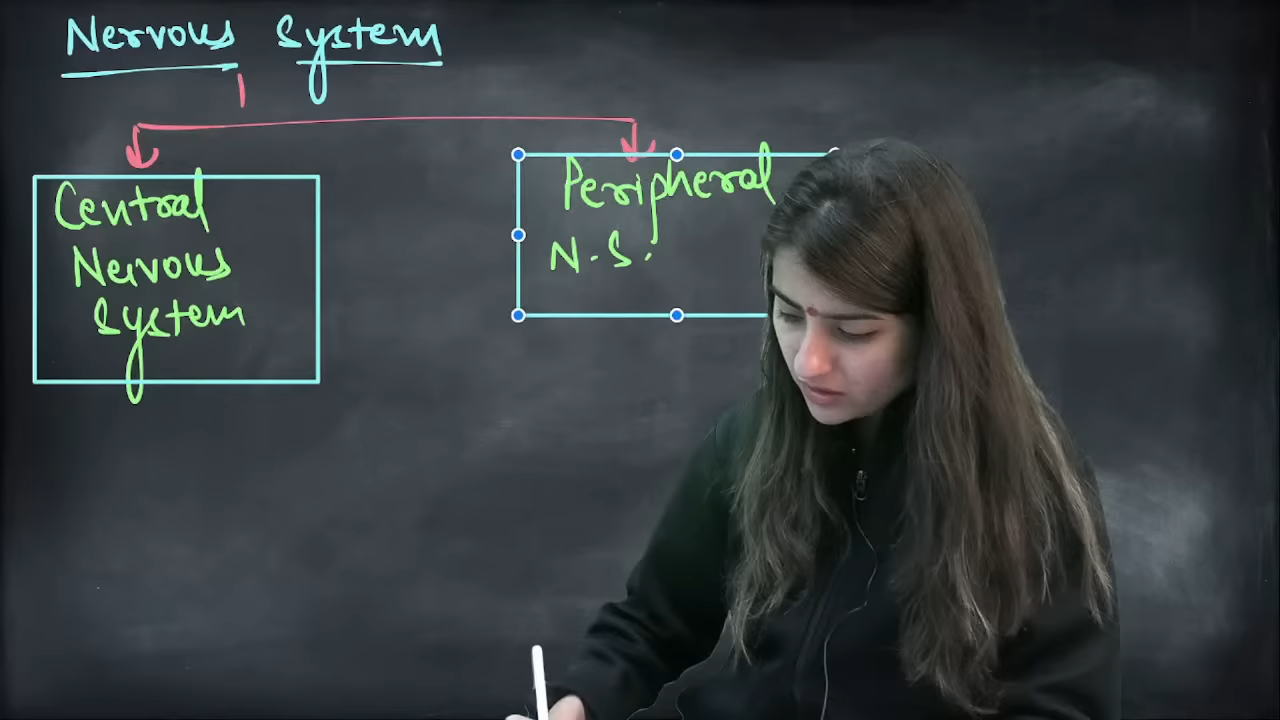 Nervous System
Central
Nervous
System
Peripheral
N.S.